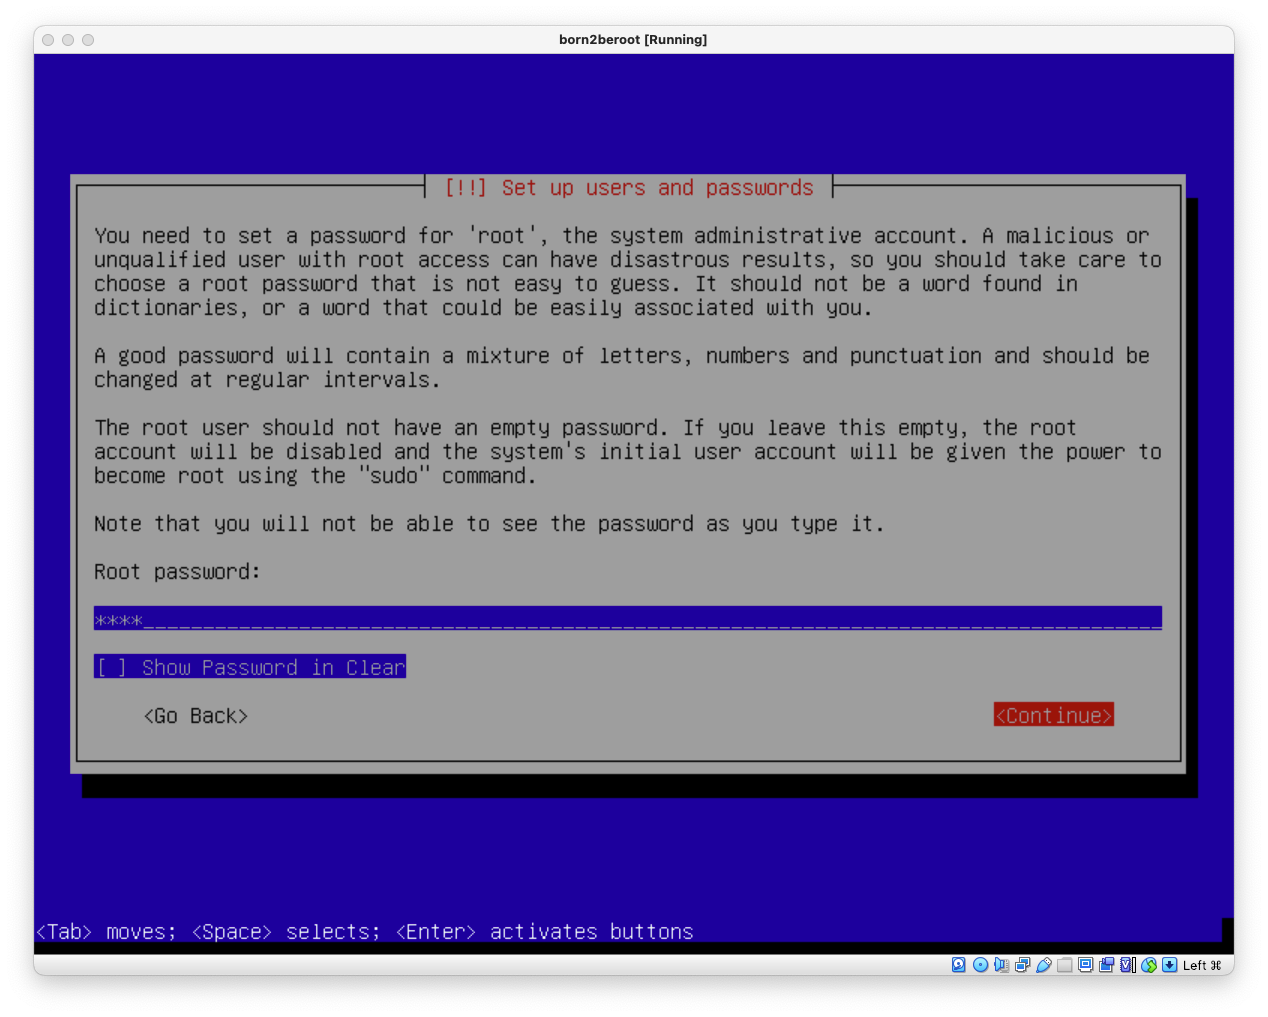 born2beroot [Running]
[!!] Set up users and passwords
You need to set a password for 'root', the system administrative account. A malicious or
unqualified user with root access can have disastrous results, so you should take care to
choose a root password that is not easy to guess. It should not be a word found in
dictionaries, or a word that could be easily associated with you.
A good password will contain a mixture of letters, numbers and punctuation and should be
changed at regular intervals.
The root user should not have an empty password. If you leave this empty, the root
account will be disabled and the system's initial user account will be given the power to
become root using the "sudo" command.
Note that you will not be able to see the password as you type it.
Root password:
****_____________________________________________________________________________________
[ ] Show Password in Clear
<Go Back> <Continue>
<Tab> moves; <Space> selects; <Enter> activates buttons
Left ⌘